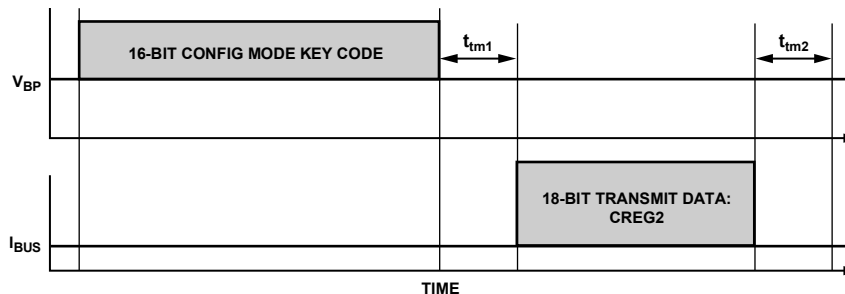 16-BIT CONFIG MODE KEY CODE
t_tm1
t_tm2
V_BP
18-BIT TRANSMIT DATA:
CREG2
I_BUS
TIME